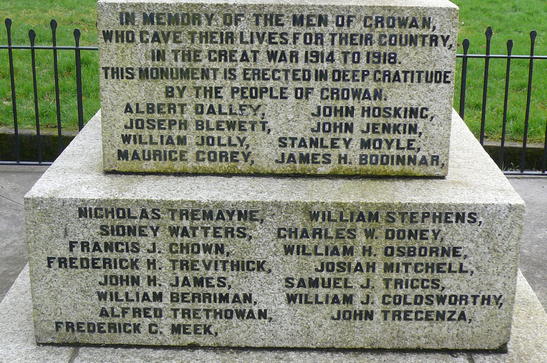 IN MEMORY OF THE MEN OF CROWAN,
WHO GAVE THEIR LIVES, FOR THEIR COUNTRY,
IN THE GREAT WAR 1914 TO 1918.
THIS MONUMENT IS ERECTED IN DEEP GRATITUDE
BY THE PEOPLE OF CROWAN.
ALBERT DALLEY, JOHN HOSKING,
JOSEPH BLEWETT, JOHN JENKIN,
WILLIAM JOLLY, STANLEY MOYLE,
MAURICE COREY, JAMES H. BODINNAR,
NICHOLAS TREMAYNE, WILLIAM STEPHENS,
SIDNEY WATTERS, CHARLES W. DONEY,
FRANCIS J. CHOWN, WILLIAM H. OSBORNE,
FREDERICK H. TREVITHICK, JOSIAH MITCHELL,
JOHN H. JAMES, SAMUEL J. TRIGGS,
WILLIAM BERRIMAN, WILLIAM J. GOLDSWORTHY,
ALFRED TRETHOWAN, JOHN TREGENZA,
FREDERICK G. MEEK,